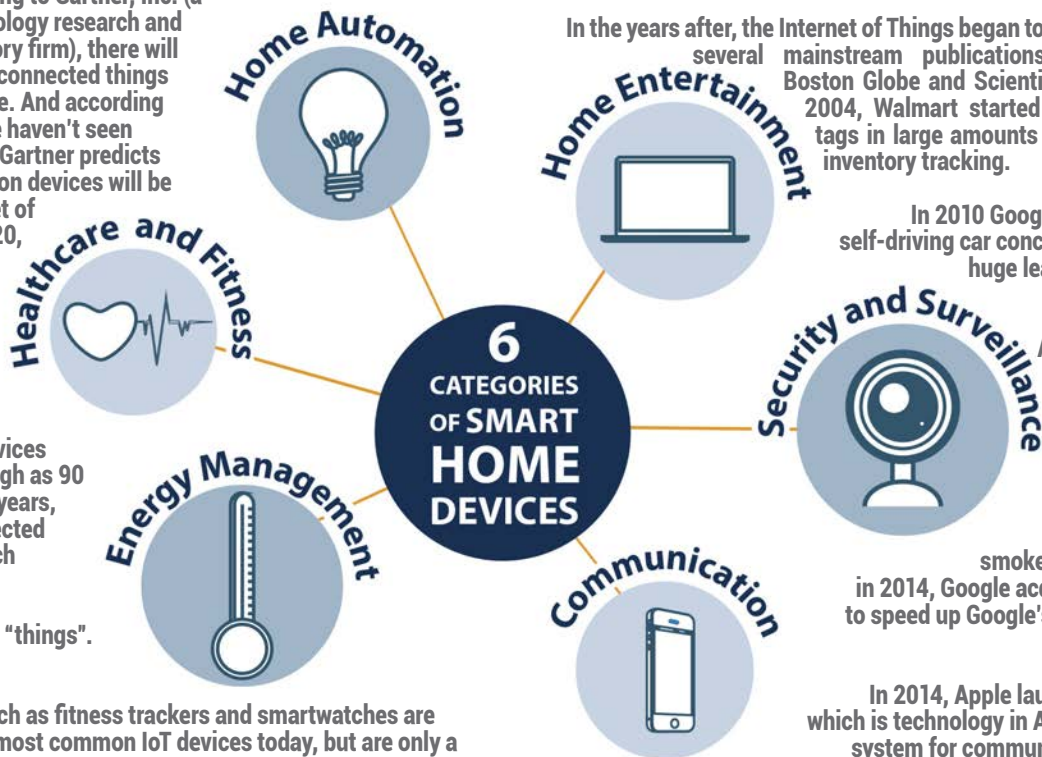 ology research and
ory firm), there will
connected things
e. And according
e haven't seen
Gartner predicts
on devices will be
et of
20,
vices
gh as 90
years,
ected
ch
"things".
ch as fitness trackers and smartwatches are
most common IoT devices today, but are only a
Home Automation
Home Entertainment
Healthcare and Fitness
Security and Surveillance
Energy Management
Communication
6
CATEGORIES
OF SMART
HOME
DEVICES
In the years after, the Internet of Things began to
several mainstream publications
Boston Globe and Scienti
2004, Walmart started
tags in large amounts
inventory tracking.
In 2010 Goog
self-driving car conc
huge lea
A
smoke
in 2014, Google acq
to speed up Google's
In 2014, Apple lau
which is technology in A
system for commun